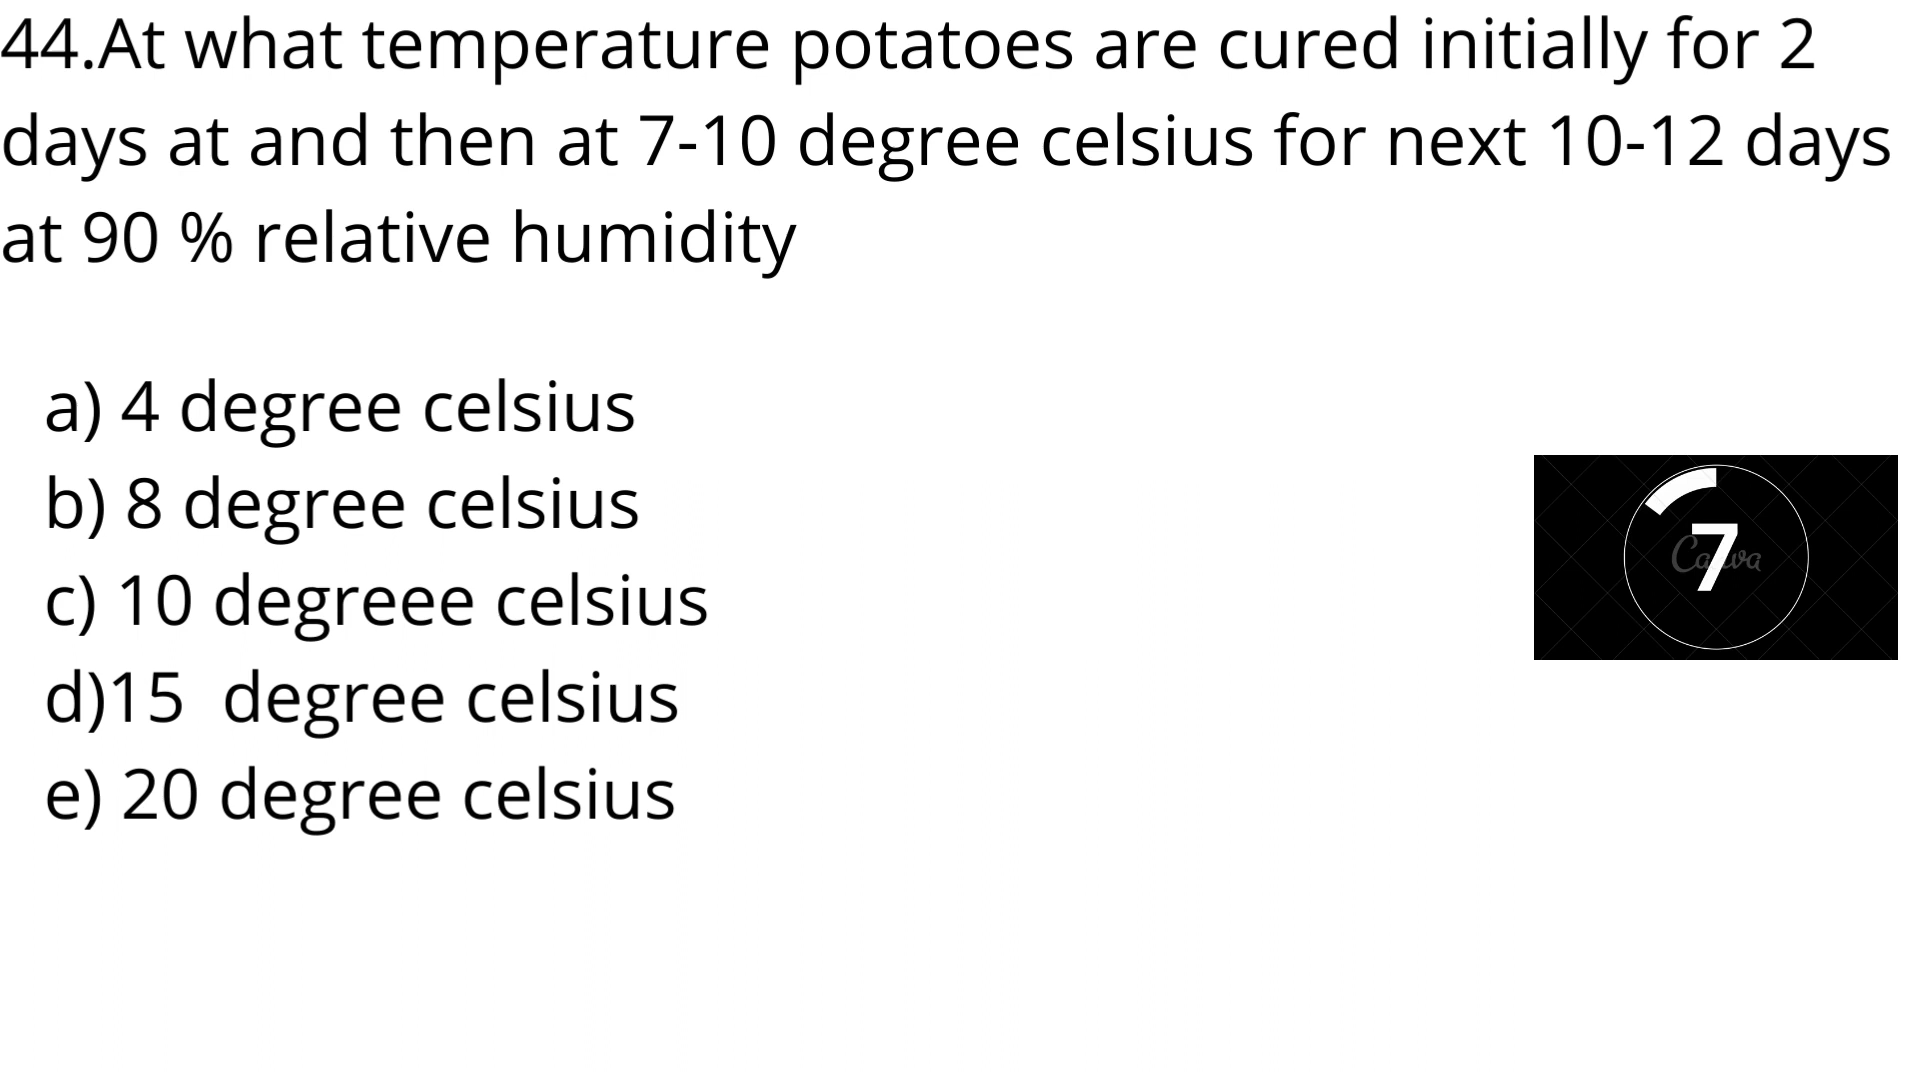 44.At what temperature potatoes are cured initially for 2
days at and then at 7-10 degree celsius for next 10-12 days
at 90 % relative humidity
a) 4 degree celsius
b) 8 degree celsius
c) 10 degreee celsius
d)15  degree celsius
e) 20 degree celsius
7
Canva